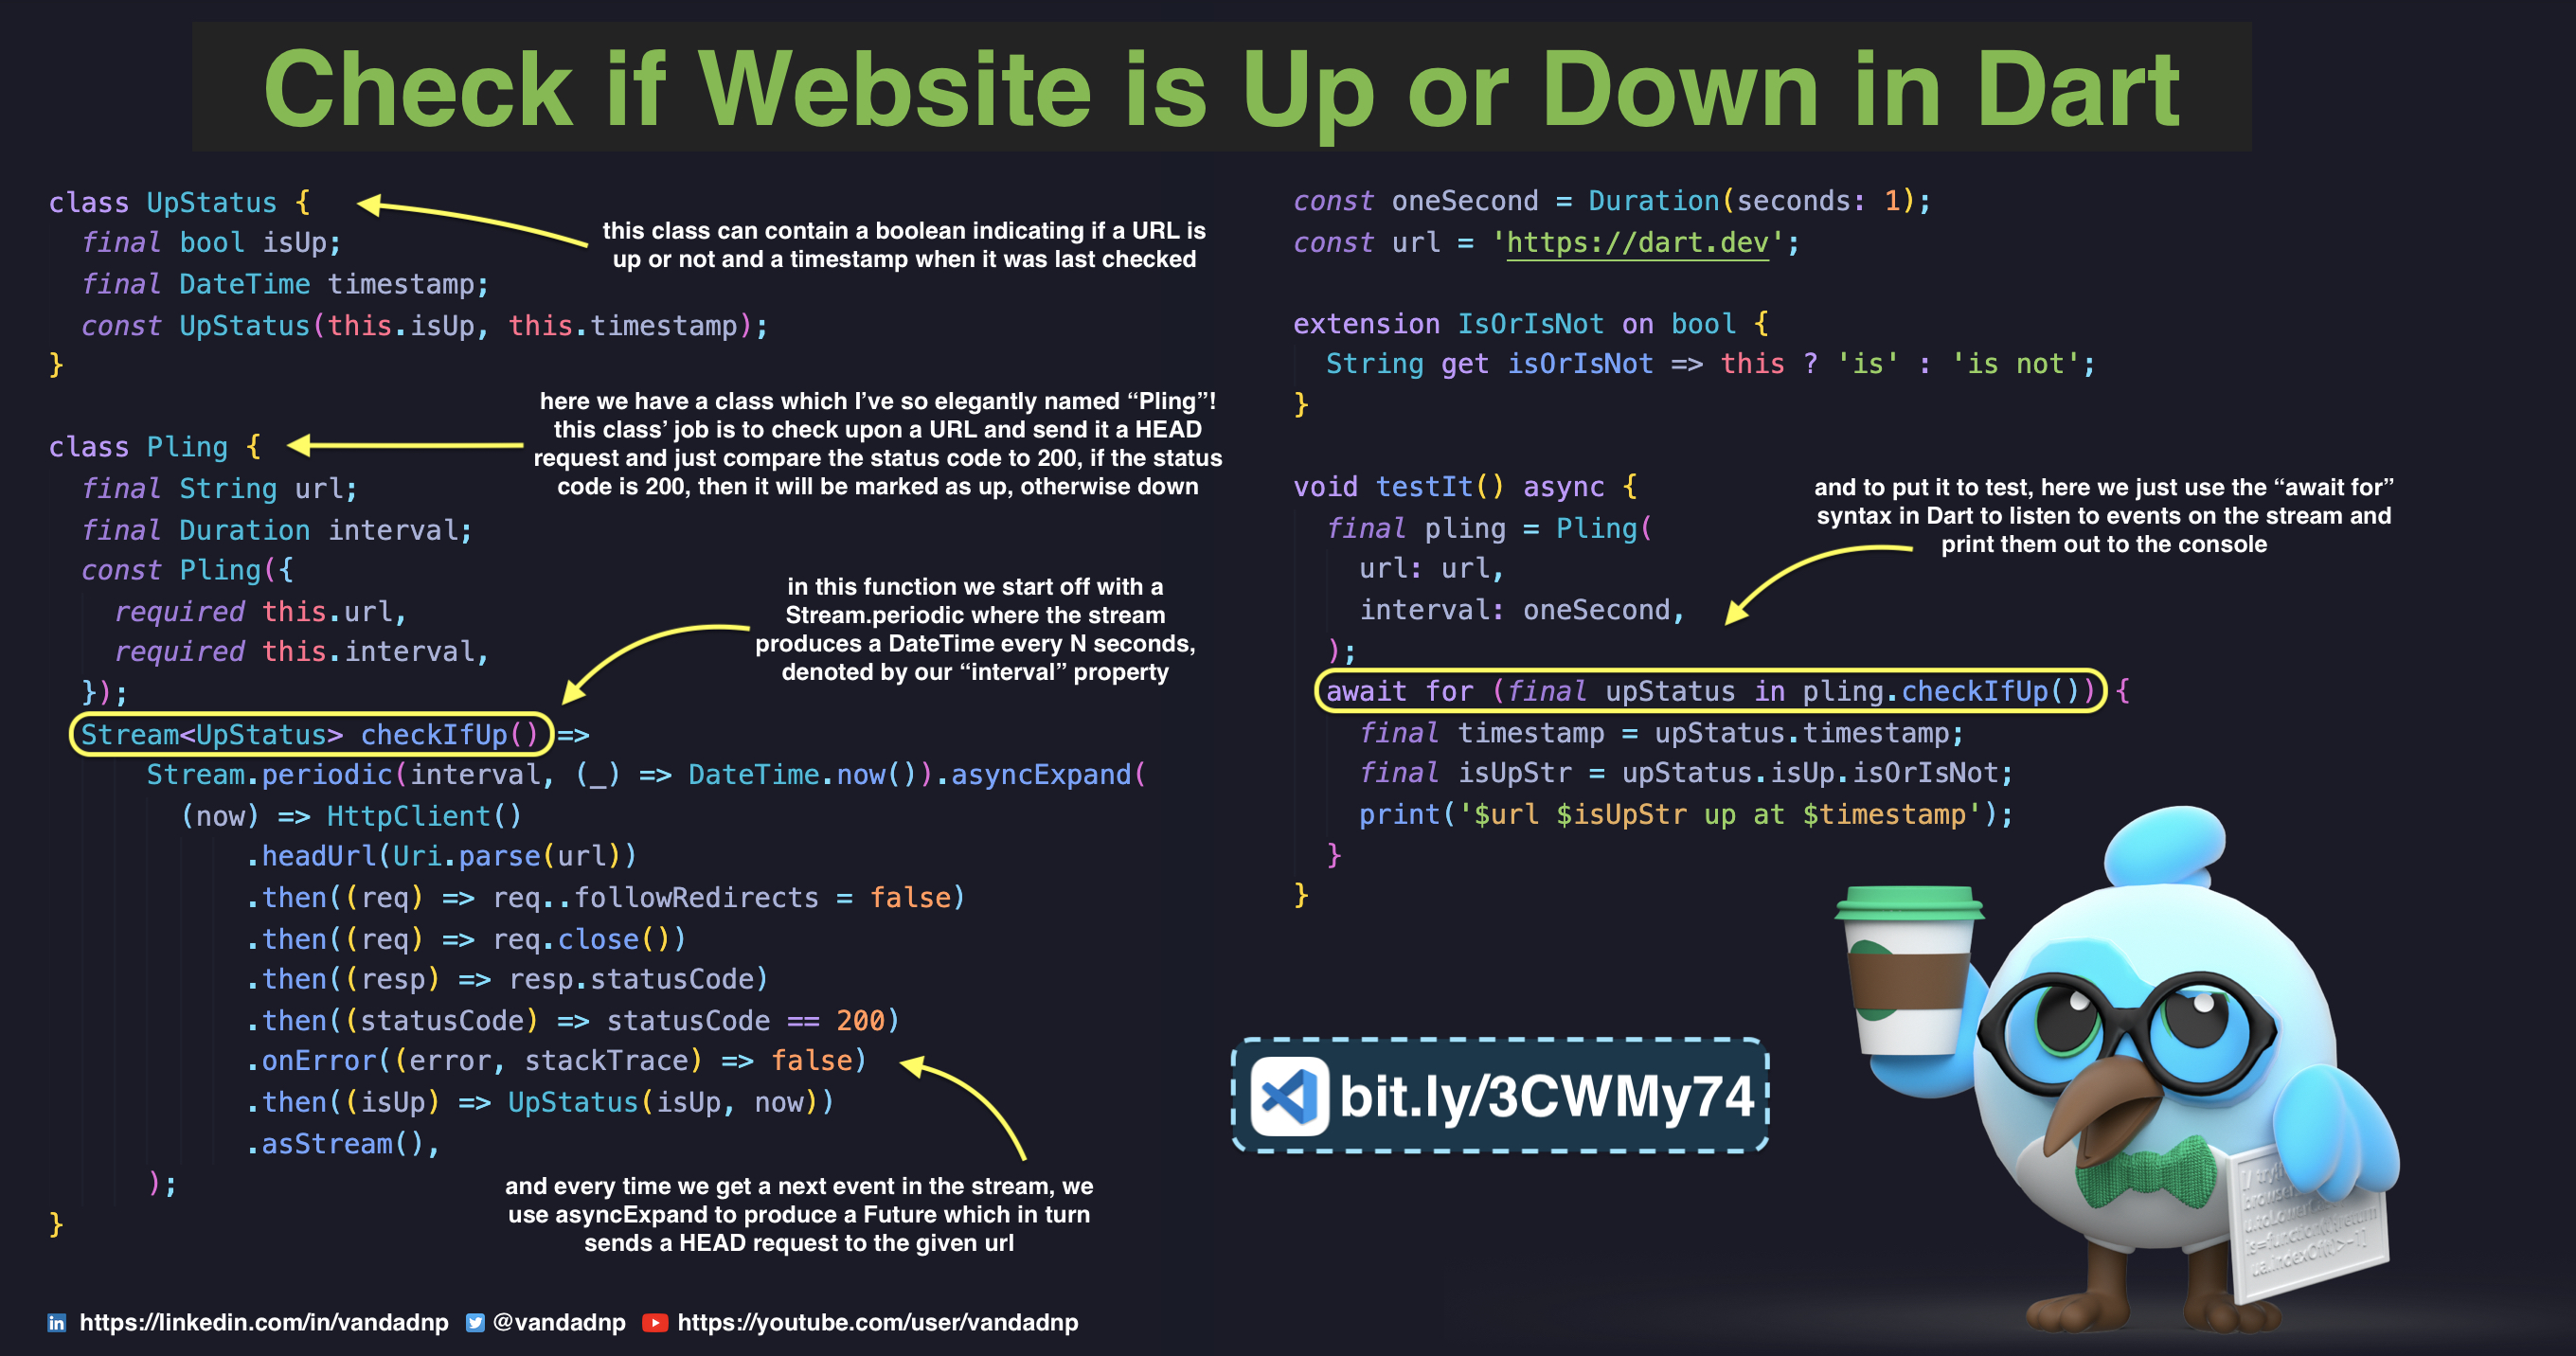 Check if Website is Up or Down in Dart
class UpStatus {
  final bool isUp;
  final DateTime timestamp;
  const UpStatus(this.isUp, this.timestamp);
}
this class can contain a boolean indicating if a URL is
up or not and a timestamp when it was last checked
class Pling {
  final String url;
  final Duration interval;
  const Pling({
    required this.url,
    required this.interval,
  });
  Stream<UpStatus> checkIfUp() =>
      Stream.periodic(interval, (_) => DateTime.now()).asyncExpand(
        (now) => HttpClient()
            .headUrl(Uri.parse(url))
            .then((req) => req..followRedirects = false)
            .then((req) => req.close())
            .then((resp) => resp.statusCode)
            .then((statusCode) => statusCode == 200)
            .onError((error, stackTrace) => false)
            .then((isUp) => UpStatus(isUp, now))
            .asStream(),
      );
}
here we have a class which I’ve so elegantly named “Pling”!
this class’ job is to check upon a URL and send it a HEAD
request and just compare the status code to 200, if the status
code is 200, then it will be marked as up, otherwise down
in this function we start off with a
Stream.periodic where the stream
produces a DateTime every N seconds,
denoted by our “interval” property
and every time we get a next event in the stream, we
use asyncExpand to produce a Future which in turn
sends a HEAD request to the given url
const oneSecond = Duration(seconds: 1);
const url = 'https://dart.dev';
extension IsOrIsNot on bool {
  String get isOrIsNot => this ? 'is' : 'is not';
}
void testIt() async {
  final pling = Pling(
    url: url,
    interval: oneSecond,
  );
  await for (final upStatus in pling.checkIfUp()) {
    final timestamp = upStatus.timestamp;
    final isUpStr = upStatus.isUp.isOrIsNot;
    print('$url $isUpStr up at $timestamp');
  }
}
and to put it to test, here we just use the “await for”
syntax in Dart to listen to events on the stream and
print them out to the console
bit.ly/3CWMy74
https://linkedin.com/in/vandadnp @vandadnp https://youtube.com/user/vandadnp